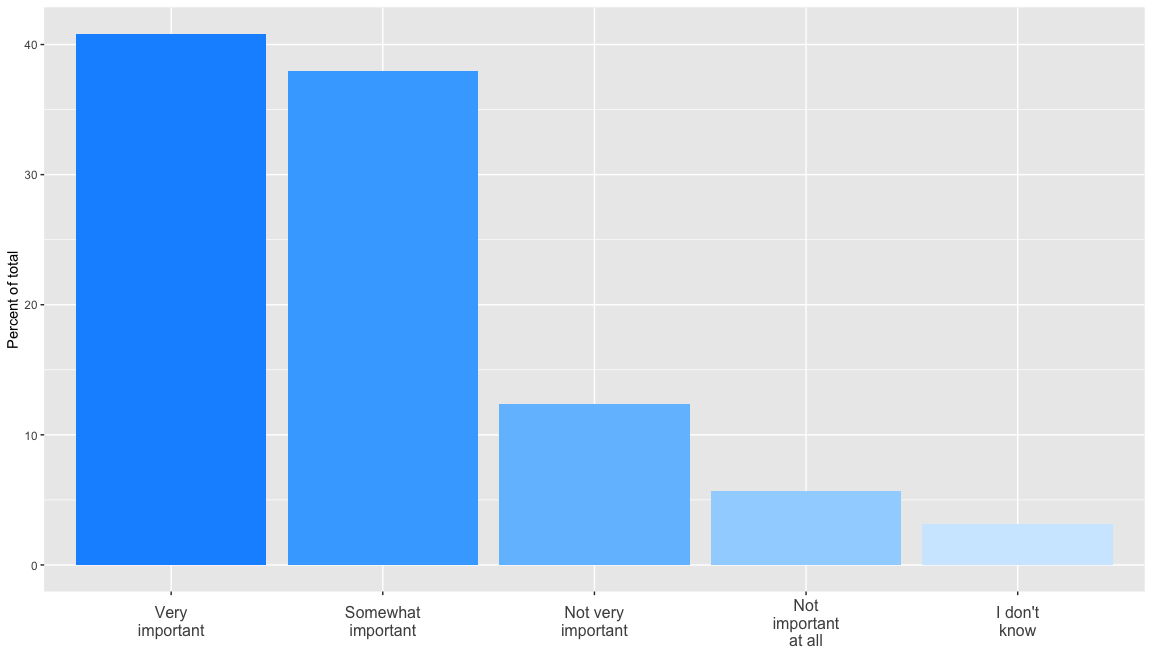 Percent of total
40
30
20
10
0
Very
important
Somewhat
important
Not very
important
Not
important
at all
I don't
know